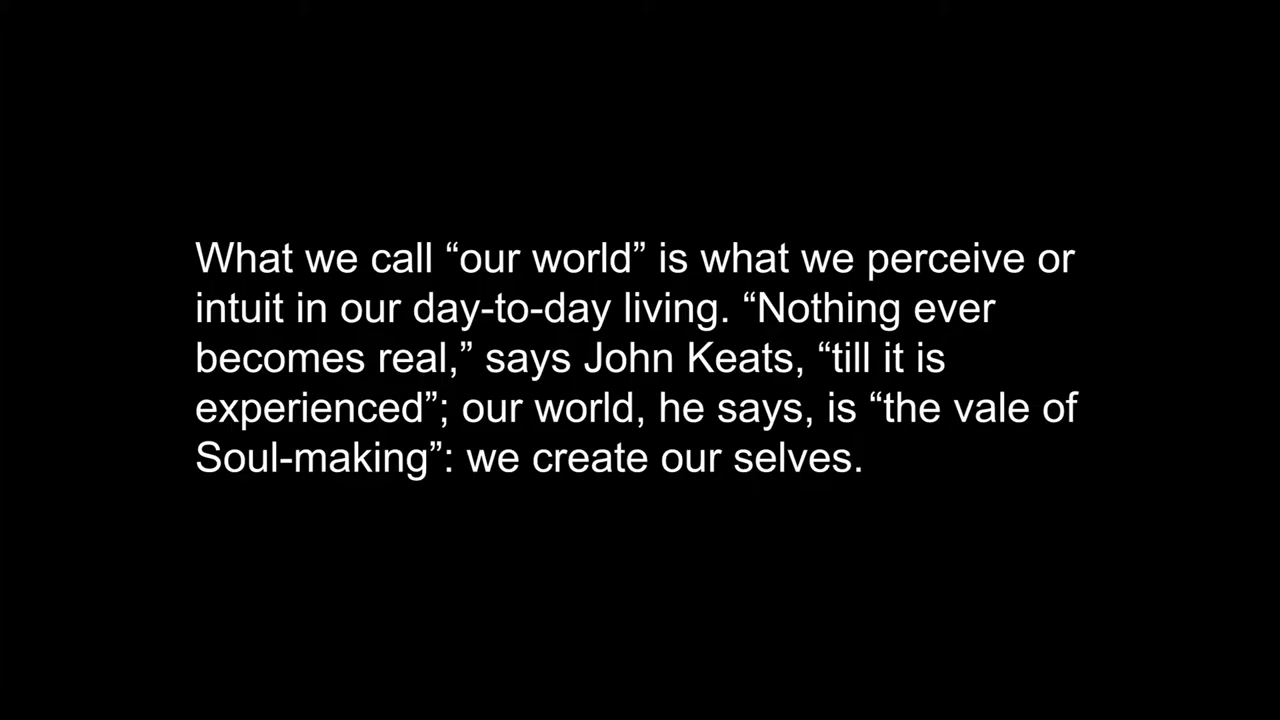 What we call “our world” is what we perceive or
intuit in our day-to-day living. “Nothing ever
becomes real,” says John Keats, “till it is
experienced”; our world, he says, is “the vale of
Soul-making”: we create our selves.